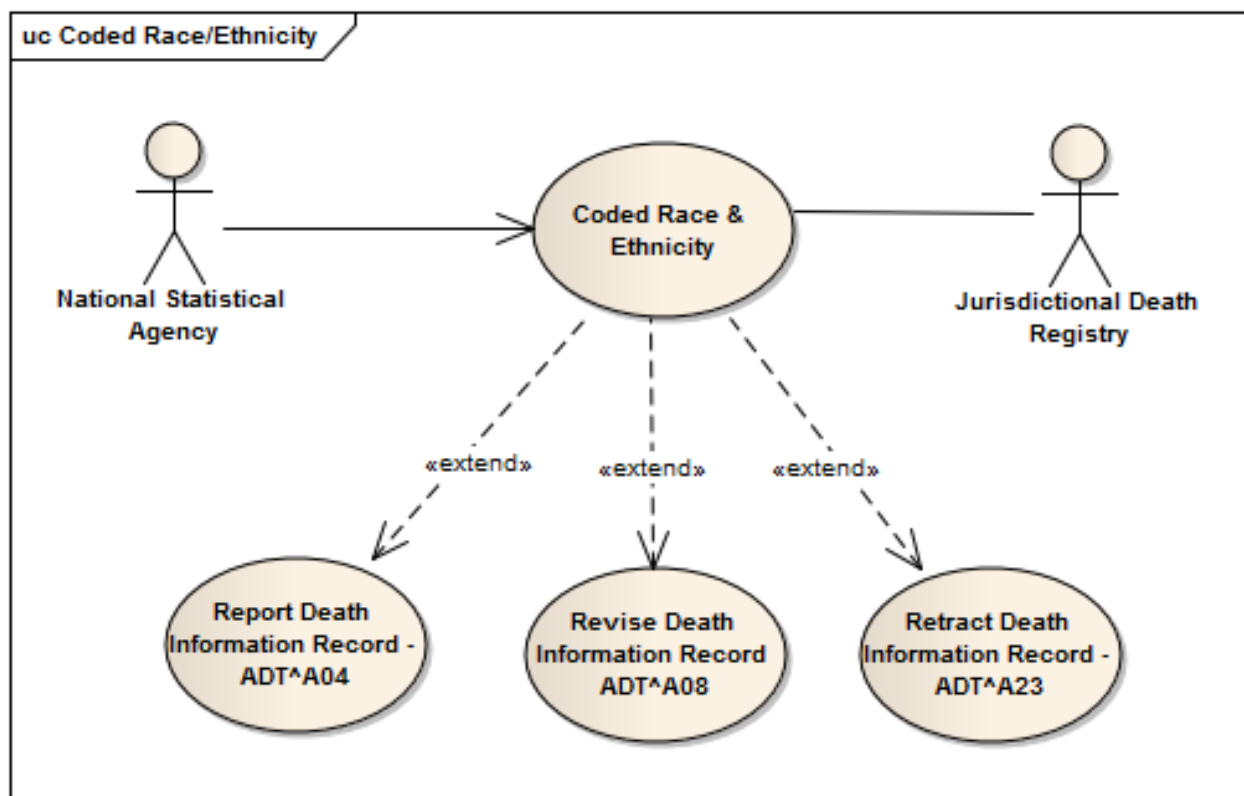 uc Coded Race/Ethnicity
Coded Race &
Ethnicity
National Statistical
Agency
Jurisdictional Death
Registry
«extend»
«extend»
«extend»
Report Death
Information Record -
ADT^A04
Revise Death
Information Record
ADT^A08
Retract Death
Information Record -
ADT^A23